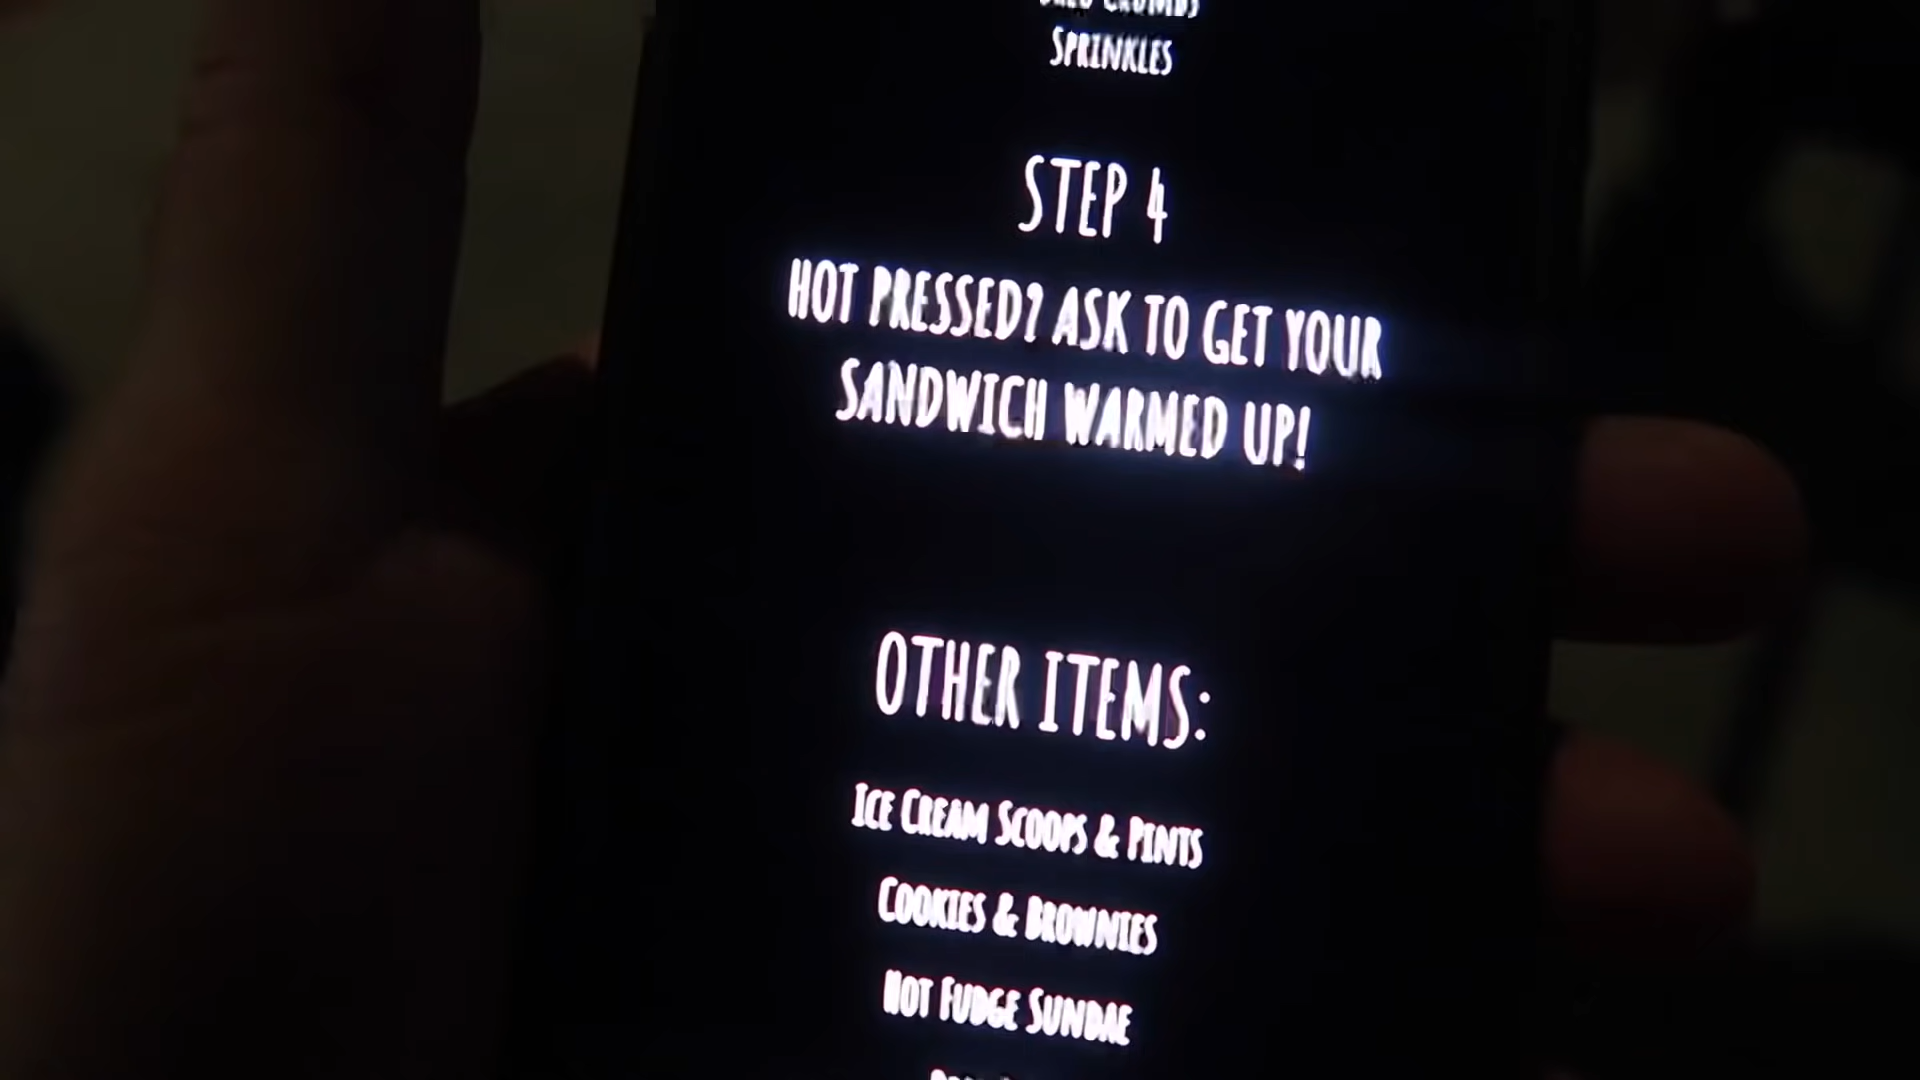 Crumbs
Sprinkles
STEP 4
HOT PRESSED? ASK TO GET YOUR
SANDWICH WARMED UP!
OTHER ITEMS:
Ice Cream Scoops & Pints
Cookies & Brownies
Hot Fudge Sundae